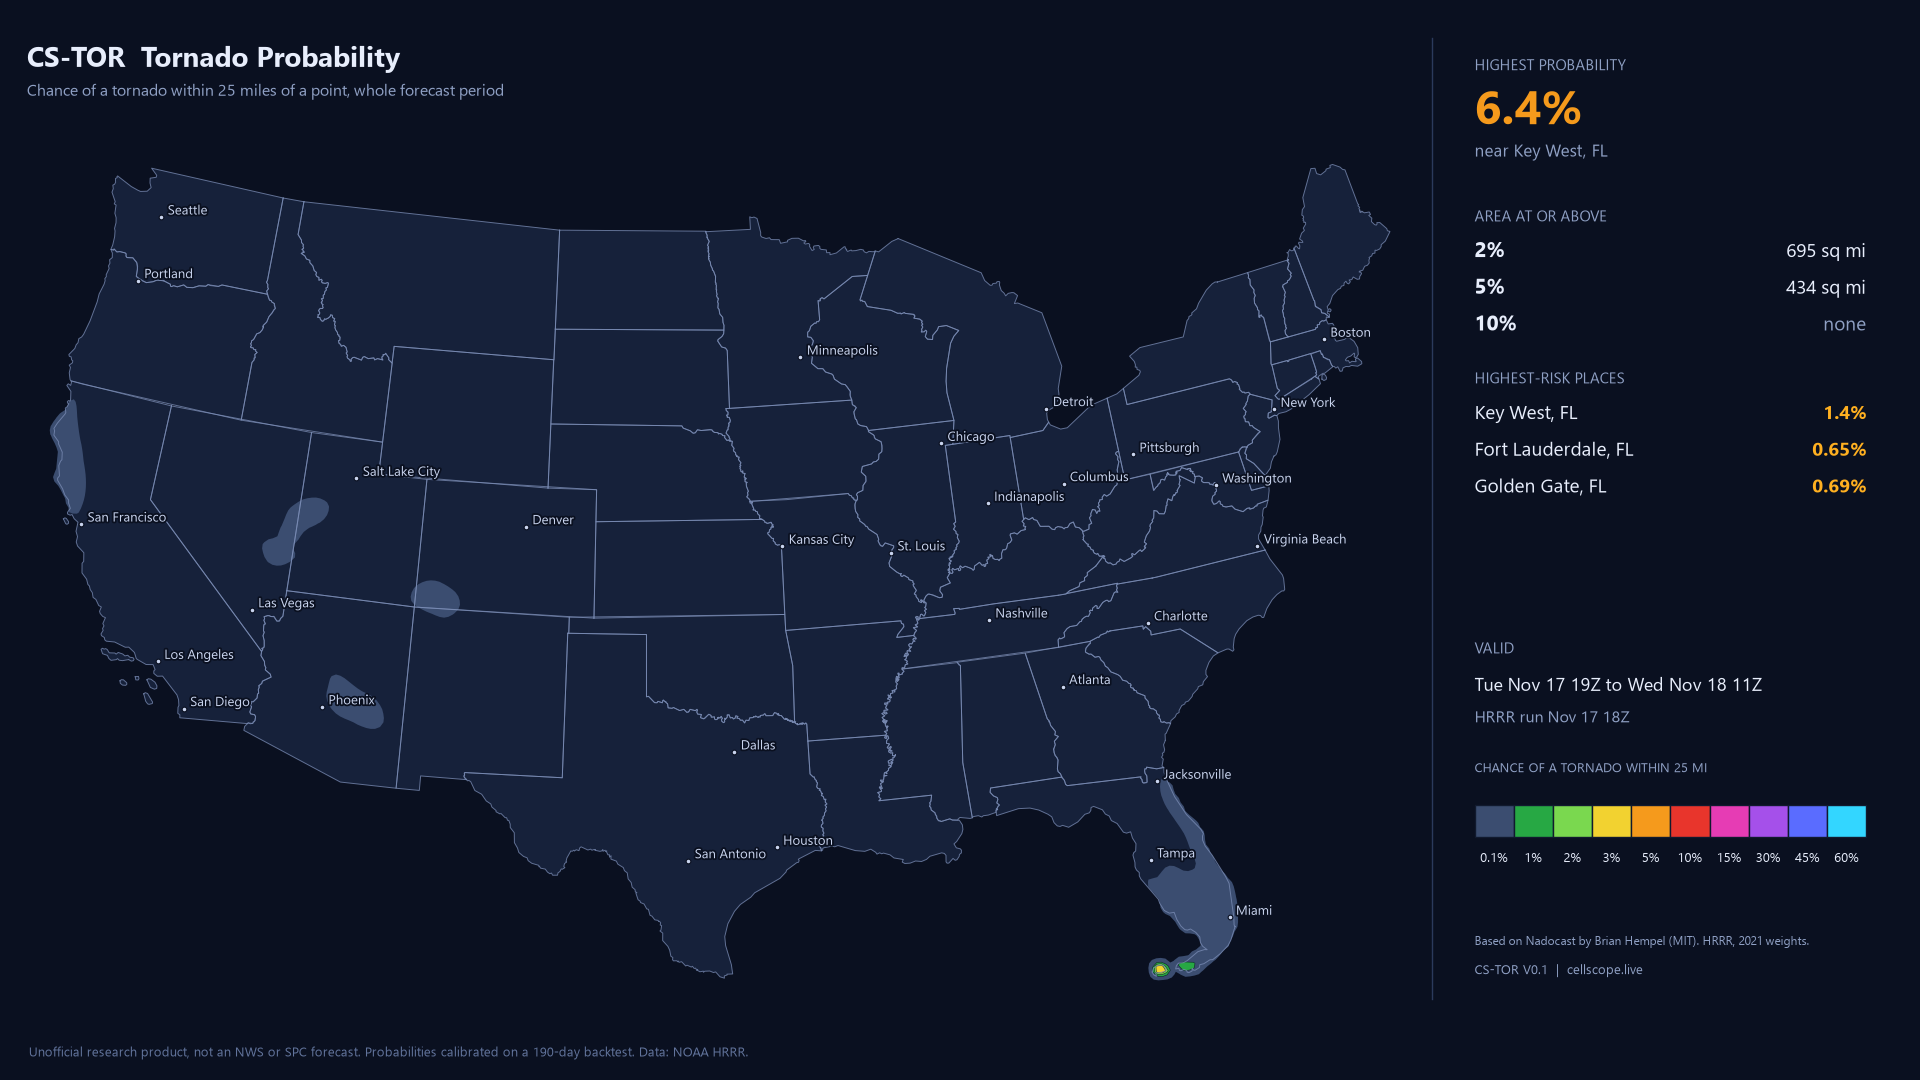 CS-TOR Tornado Probability
Chance of a tornado within 25 miles of a point, whole forecast period
Seattle
Portland
Minneapolis
Boston
Detroit
New York
Chicago
Pittsburgh
Salt Lake City
Columbus
Washington
Indianapolis
San Francisco
Denver
Kansas City
St. Louis
Virginia Beach
Las Vegas
Nashville
Charlotte
Los Angeles
Atlanta
San Diego
Phoenix
Dallas
Jacksonville
Houston
San Antonio
Tampa
Miami
HIGHEST PROBABILITY
6.4%
near Key West, FL
AREA AT OR ABOVE
2% 695 sq mi
5% 434 sq mi
10% none
HIGHEST-RISK PLACES
Key West, FL 1.4%
Fort Lauderdale, FL 0.65%
Golden Gate, FL 0.69%
VALID
Tue Nov 17 19Z to Wed Nov 18 11Z
HRRR run Nov 17 18Z
CHANCE OF A TORNADO WITHIN 25 MI
0.1% 1% 2% 3% 5% 10% 15% 30% 45% 60%
Based on Nadocast by Brian Hempel (MIT). HRRR, 2021 weights.
CS-TOR V0.1 | cellscope.live
Unofficial research product, not an NWS or SPC forecast. Probabilities calibrated on a 190-day backtest. Data: NOAA HRRR.